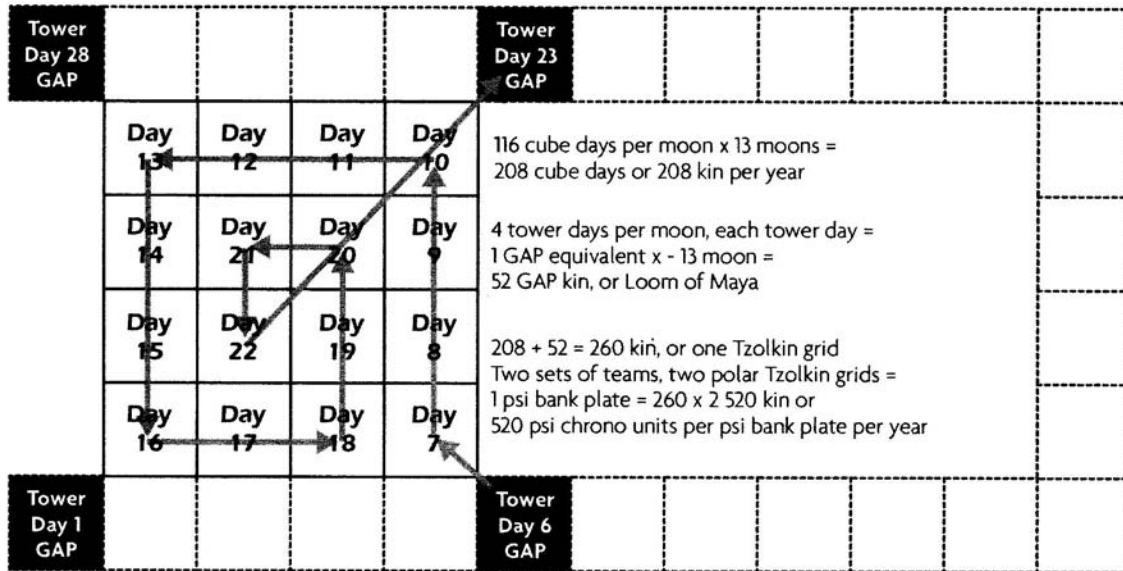 Tower
Day 28
GAP
Tower
Day 23
GAP
Day
13
Day
12
Day
11
Day
10
Day
14
Day
21
Day
20
Day
9
Day
15
Day
22
Day
19
Day
8
Day
16
Day
17
Day
18
Day
7
116 cube days per moon x 13 moons =
208 cube days or 208 kin per year
4 tower days per moon, each tower day =
1 GAP equivalent x - 13 moon =
52 GAP kin, or Loom of Maya
208 + 52 = 260 kin, or one Tzolkin grid
Two sets of teams, two polar Tzolkin grids =
1 psi bank plate = 260 x 2 520 kin or
520 psi chrono units per psi bank plate per year
Tower
Day 1
GAP
Tower
Day 6
GAP